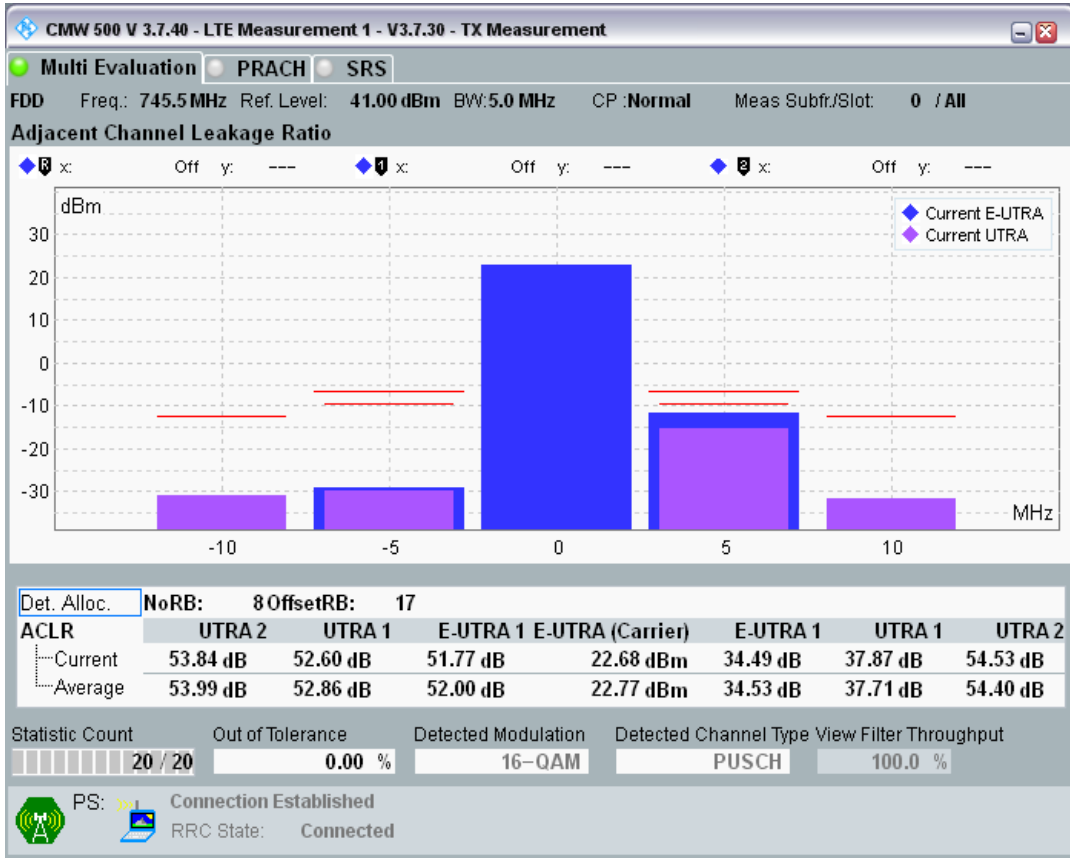 CMW 500 V 3.7.40 - LTE Measurement 1 - V3.7.30 - TX Measurement
Multi Evaluation PRACH SRS
FDD Freq.: 745.5 MHz Ref. Level: 41.00 dBm BW: 5.0 MHz CP : Normal Meas Subfr./Slot: 0 / All
Adjacent Channel Leakage Ratio
R x: Off y: --- 1 x: Off y: --- 2 x: Off y: ---
dBm
Current E-UTRA
Current UTRA
30
20
10
0
-10
-20
-30
MHz
-10 -5 0 5 10
Det. Alloc. NoRB: 8 OffsetRB: 17
ACLR UTRA 2 UTRA 1 E-UTRA 1 E-UTRA (Carrier) E-UTRA 1 UTRA 1 UTRA 2
Current 53.84 dB 52.60 dB 51.77 dB 22.68 dBm 34.49 dB 37.87 dB 54.53 dB
Average 53.99 dB 52.86 dB 52.00 dB 22.77 dBm 34.53 dB 37.71 dB 54.40 dB
Statistic Count Out of Tolerance Detected Modulation Detected Channel Type View Filter Throughput
20 / 20 0.00 % 16-QAM PUSCH 100.0 %
PS: Connection Established
RRC State: Connected